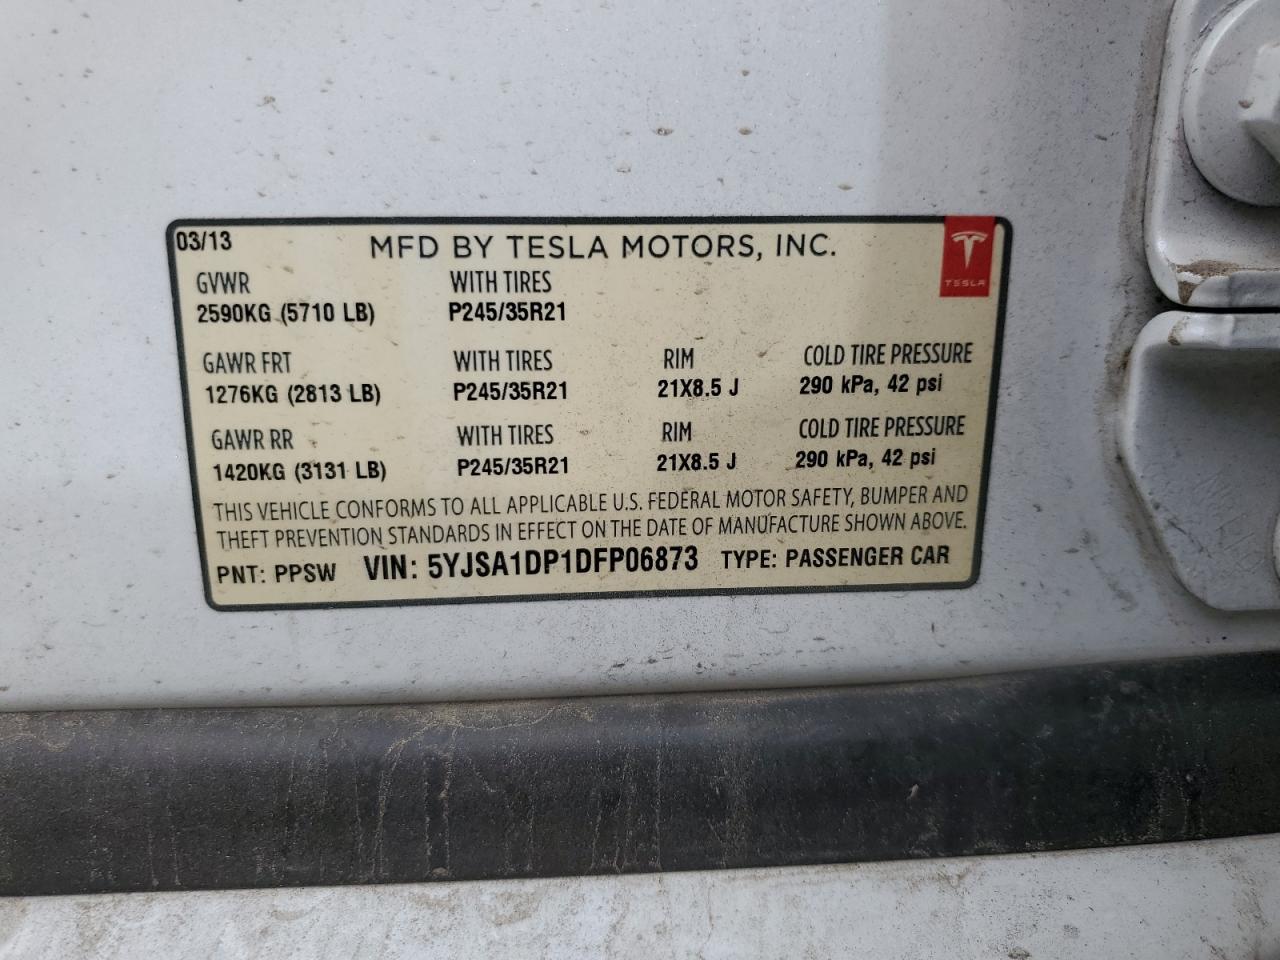 03/13 MFD BY TESLA MOTORS, INC.
TESLA
GVWR WITH TIRES
2590KG (5710 LB) P245/35R21
GAWR FRT WITH TIRES RIM COLD TIRE PRESSURE
1276KG (2813 LB) P245/35R21 21X8.5 J 290 kPa, 42 psi
GAWR RR WITH TIRES RIM COLD TIRE PRESSURE
1420KG (3131 LB) P245/35R21 21X8.5 J 290 kPa, 42 psi
THIS VEHICLE CONFORMS TO ALL APPLICABLE U.S. FEDERAL MOTOR SAFETY, BUMPER AND
THEFT PREVENTION STANDARDS IN EFFECT ON THE DATE OF MANUFACTURE SHOWN ABOVE.
PNT: PPSW VIN: 5YJSA1DP1DFP06873 TYPE: PASSENGER CAR